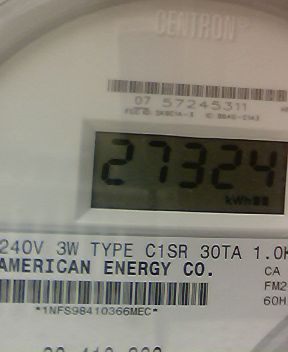 CENTRON®
07 57245311
27324
kWh
240V 3W TYPE C1SR 30TA 1.0K
AMERICAN ENERGY CO.
CA
FM2
60H
*1NFS98410366MEC*